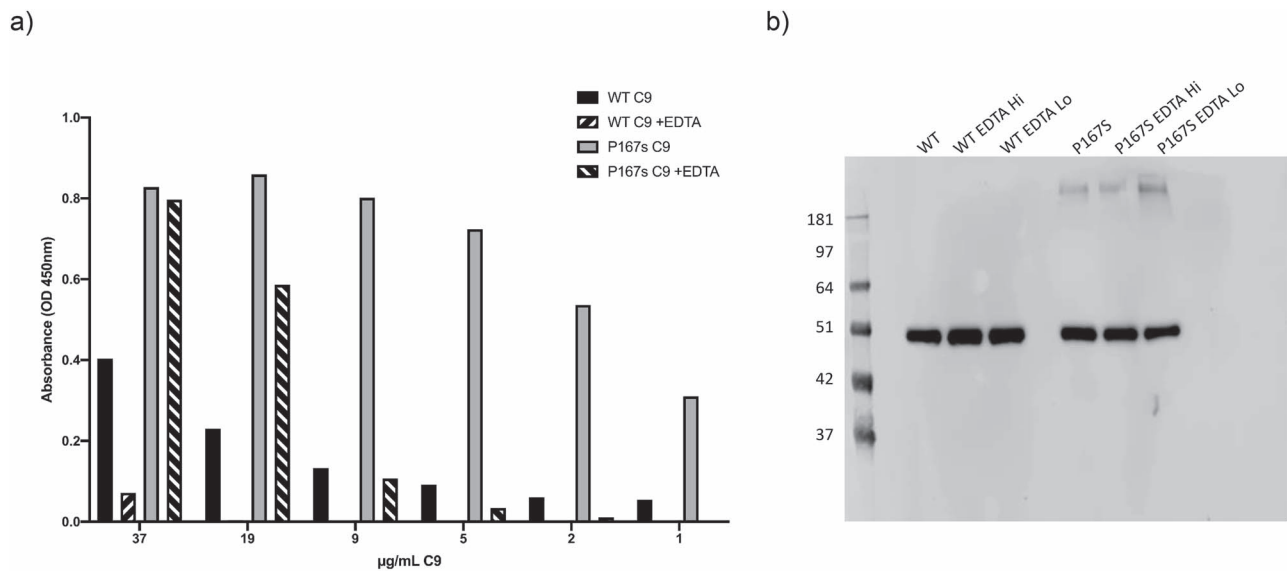 a)
WT C9
WT C9 +EDTA
P167s C9
P167s C9 +EDTA
1.0
0.8
0.6
0.4
0.2
0.0
Absorbance (OD 450nm)
37 19 9 5 2 1
µg/mL C9
b)
WT
WT EDTA Hi
WT EDTA Lo
P167S
P167S EDTA Hi
P167S EDTA Lo
181
97
64
51
42
37